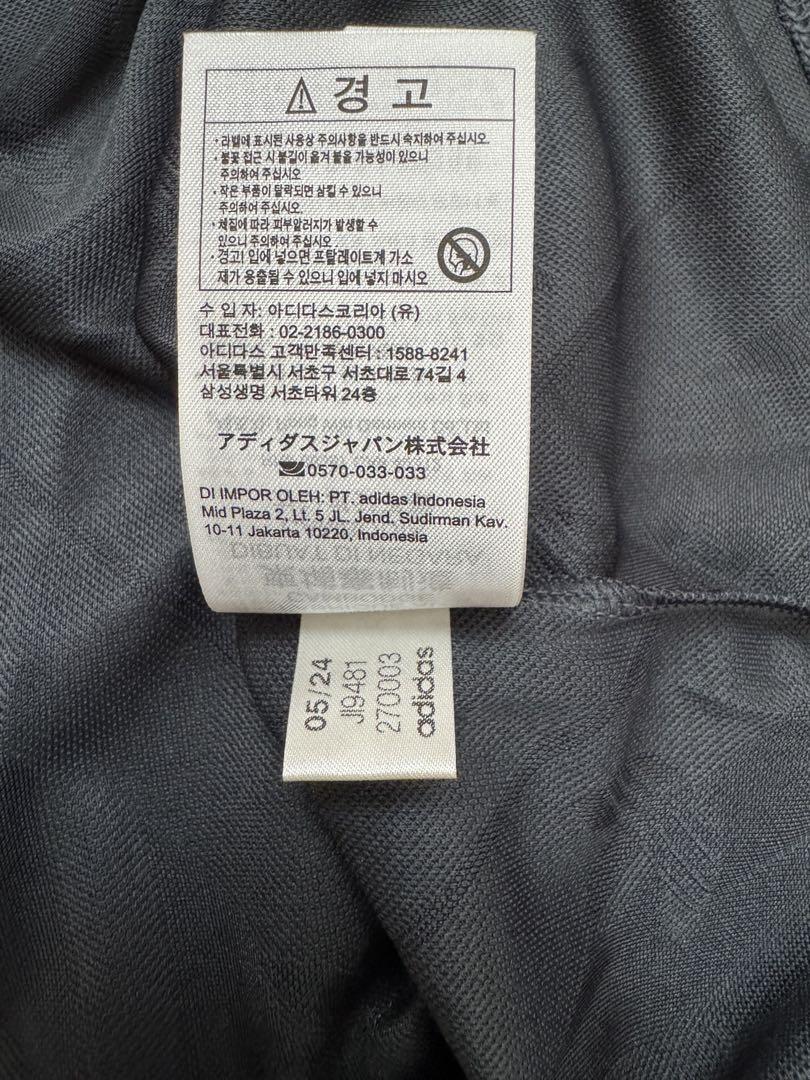 ⚠ 경 고
· 라벨에 표시된 사용상 주의사항을 반드시 숙지하여 주십시오.
· 불꽃 접근 시 불길이 옮겨 붙을 가능성이 있으니
주의하여 주십시오
· 작은 부품이 탈락되면 삼킬 수 있으니
주의하여 주십시오.
· 체질에 따라 피부알러지가 발생할 수
있으니 주의하여 주십시오
· 경고! 입에 넣으면 프탈레이트계 가소
제가 용출될 수 있으니 입에 넣지 마시오
수 입 자: 아디다스코리아 (유)
대표전화 : 02-2186-0300
아디다스 고객만족센터 : 1588-8241
서울특별시 서초구 서초대로 74길 4
삼성생명 서초타워 24층
アディダスジャパン株式会社
0570-033-033
DI IMPOR OLEH: PT. adidas Indonesia
Mid Plaza 2, Lt. 5 JL. Jend. Sudirman Kav.
10-11 Jakarta 10220, Indonesia
05/24
JI9481
270003
adidas